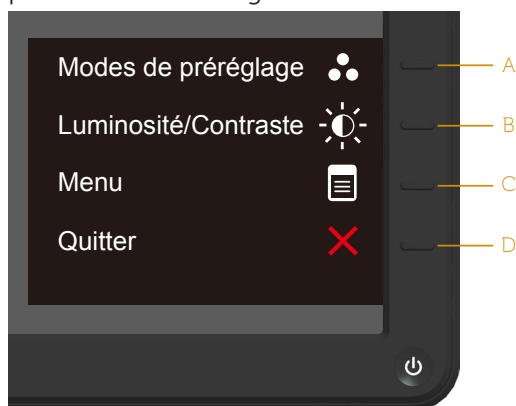 Modes de préréglage A
Luminosité/Contraste B
Menu C
Quitter D